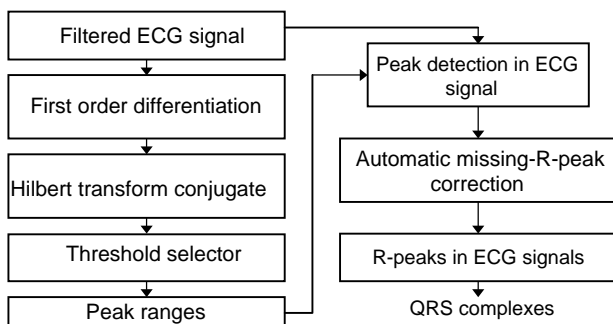 Filtered ECG signal
First order differentiation
Hilbert transform conjugate
Threshold selector
Peak ranges
Peak detection in ECG
signal
Automatic missing-R-peak
correction
R-peaks in ECG signals
QRS complexes